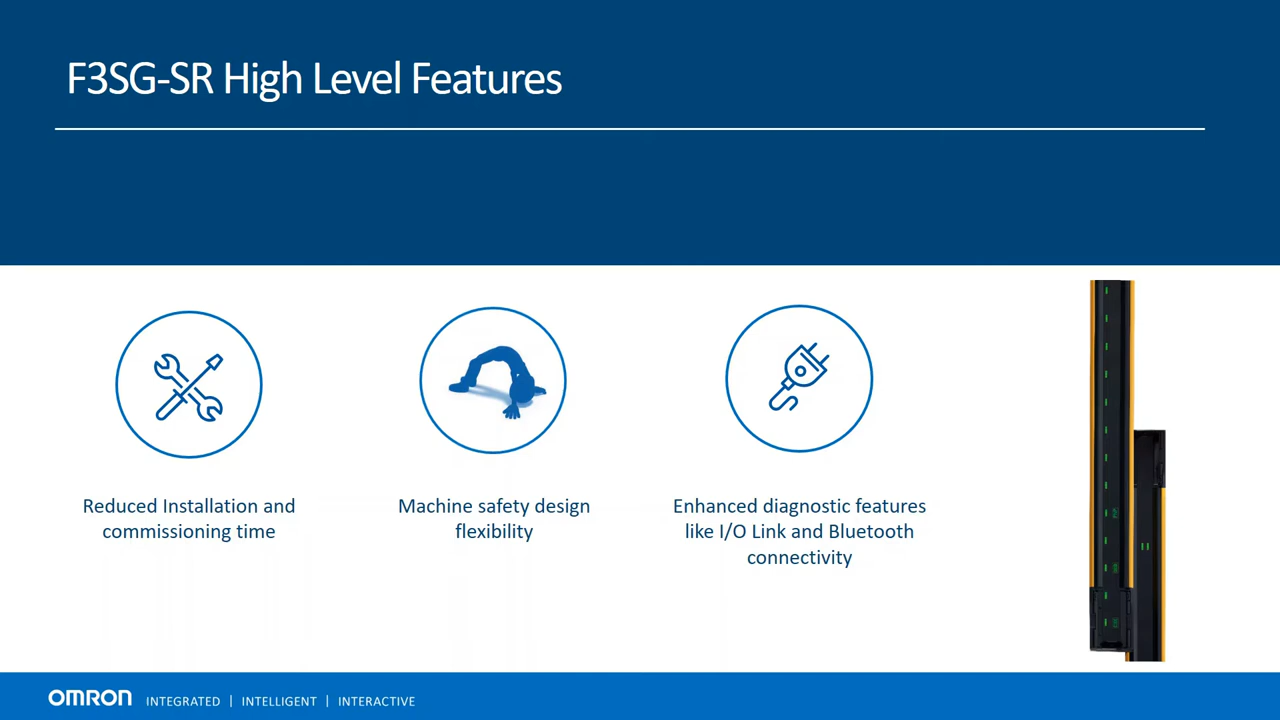 F3SG-SR High Level Features
Reduced Installation and
commissioning time
Machine safety design
flexibility
Enhanced diagnostic features
like I/O Link and Bluetooth
connectivity
OMRON INTEGRATED | INTELLIGENT | INTERACTIVE